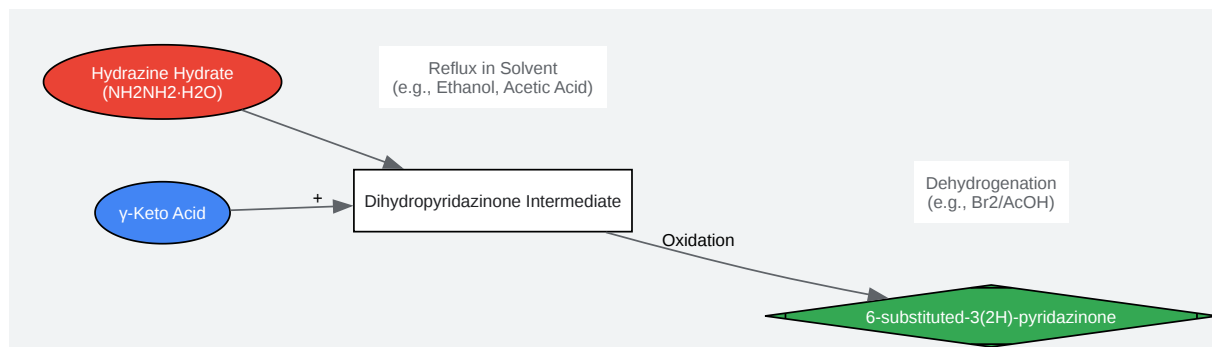 Hydrazine Hydrate
(NH2NH2·H2O)
Reflux in Solvent
(e.g., Ethanol, Acetic Acid)
γ-Keto Acid
+
Dihydropyridazinone Intermediate
Dehydrogenation
(e.g., Br2/AcOH)
Oxidation
6-substituted-3(2H)-pyridazinone